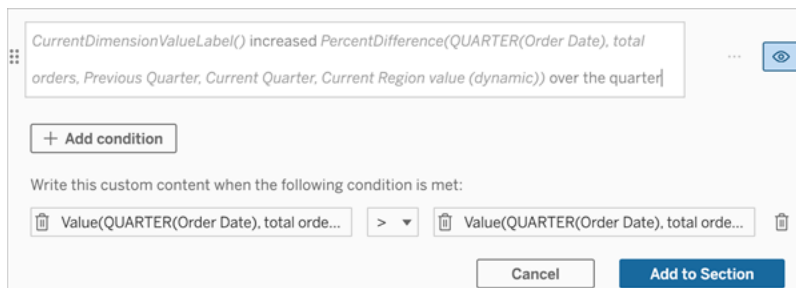 CurrentDimensionValueLabel() increased PercentDifference(QUARTER(Order Date), total
orders, Previous Quarter, Current Quarter, Current Region value (dynamic)) over the quarter
+ Add condition
Write this custom content when the following condition is met:
Value(QUARTER(Order Date), total orde... > Value(QUARTER(Order Date), total orde...
Cancel Add to Section